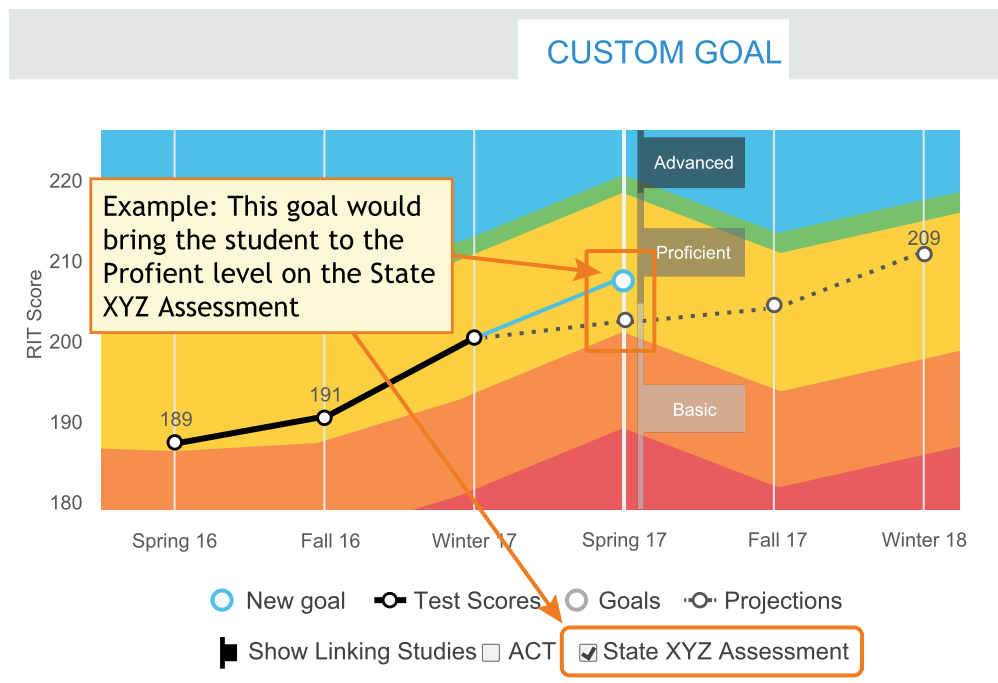 CUSTOM GOAL
Advanced
220
Example: This goal would
bring the student to the
Profient level on the State
XYZ Assessment
209
Proficient
210
RIT Score
200
191
Basic
189
190
180
Spring 16
Fall 16
Winter 17
Spring 17
Fall 17
Winter 18
New goal
Test Scores
Goals
Projections
Show Linking Studies
ACT
State XYZ Assessment